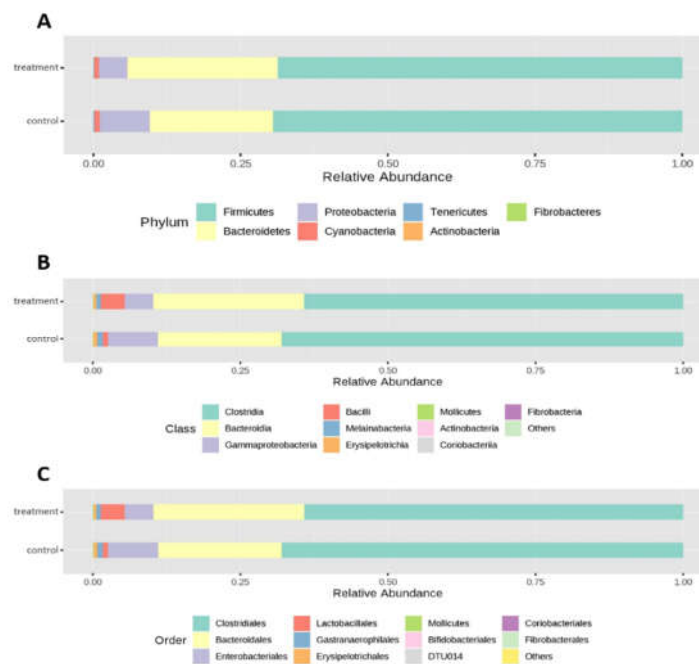 A
treatment
control
0.00 0.25 0.50 0.75 1.00
Relative Abundance
Phylum
Firmicutes Proteobacteria Tenericutes Fibrobacteres
Bacteroidetes Cyanobacteria Actinobacteria
B
treatment
control
0.00 0.25 0.50 0.75 1.00
Relative Abundance
Class
Clostridia Bacilli Mollicutes Fibrobacteria
Bacteroidia Melainabacteria Actinobacteria Others
Gammaproteobacteria Erysipelotrichia Coriobacteriia
C
treatment
control
0.00 0.25 0.50 0.75 1.00
Relative Abundance
Order
Clostridiales Lactobacillales Mollicutes Coriobacteriales
Bacteroidales Gastranaerophilales Bifidobacteriales Fibrobacterales
Enterobacteriales Erysipelotrichales DTU014 Others